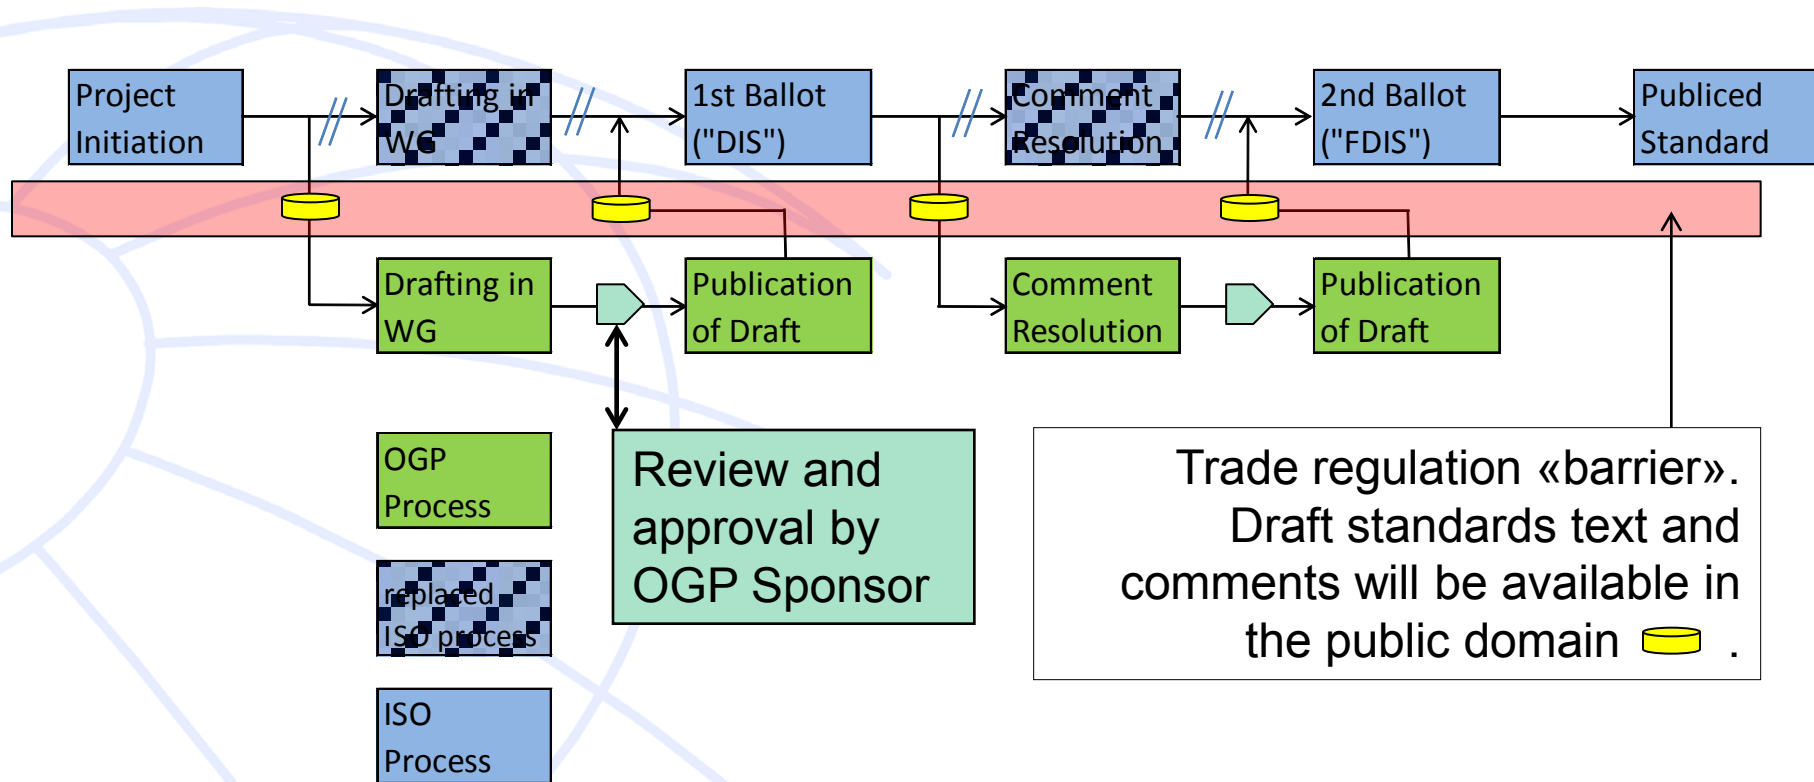 Project
Initiation
Drafting in
WG
1st Ballot
("DIS")
Comment
Resolution
2nd Ballot
("FDIS")
Publiced
Standard
Drafting in
WG
Publication
of Draft
Comment
Resolution
Publication
of Draft
OGP
Process
replaced
ISO process
ISO
Process
Review and
approval by
OGP Sponsor
Trade regulation «barrier».
Draft standards text and
comments will be available in
the public domain .